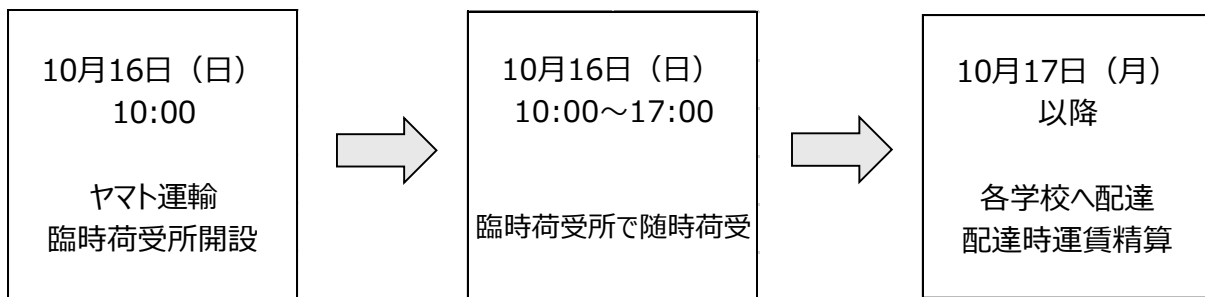 10月16日（日）
10:00
ヤマト運輸
臨時荷受所開設
10月16日（日）
10:00～17:00
臨時荷受所で随時荷受
10月17日（月）
以降
各学校へ配達
配達時運賃精算